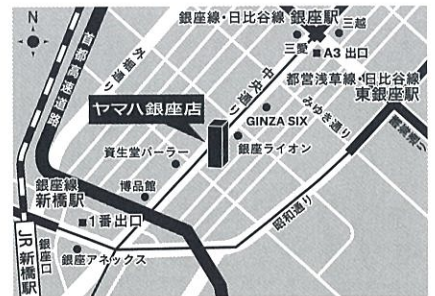 N
銀座線・日比谷線 銀座駅
三越
三愛
A3 出口
首都高速道路
外堀通り
中央通り
都営浅草線・日比谷線
東銀座駅
みゆき通り
ヤマハ銀座店
GINZA SIX
銀座ライオン
資生堂パーラー
銀座線
新橋駅
博品館
1番出口
昭和通り
JR 新橋駅
銀座口
銀座アネックス